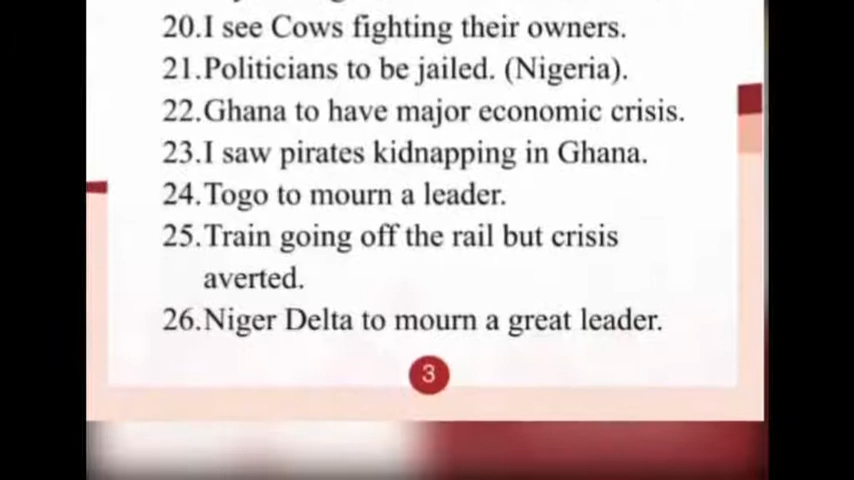 20.I see Cows fighting their owners.
21.Politicians to be jailed. (Nigeria).
22.Ghana to have major economic crisis.
23.I saw pirates kidnapping in Ghana.
24.Togo to mourn a leader.
25.Train going off the rail but crisis
averted.
26.Niger Delta to mourn a great leader.
3